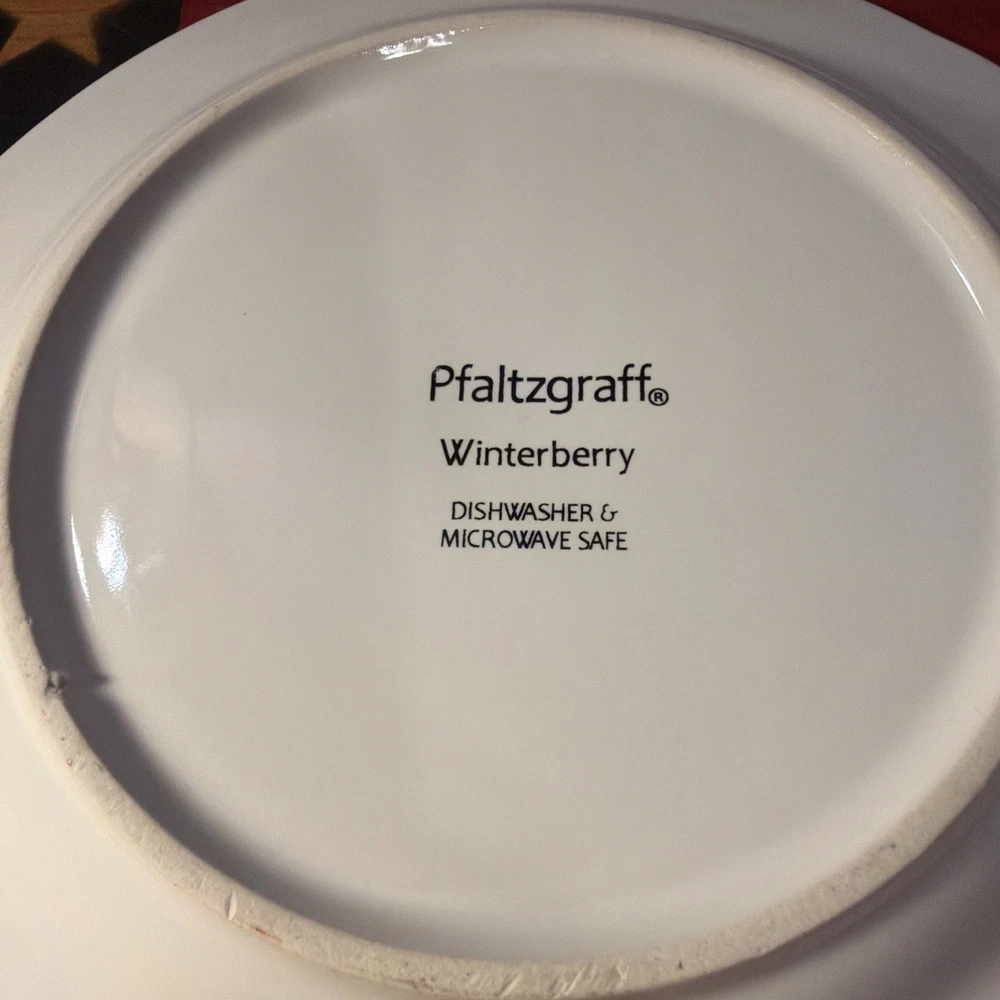 Pfaltzgraff®
Winterberry
DISHWASHER &
MICROWAVE SAFE